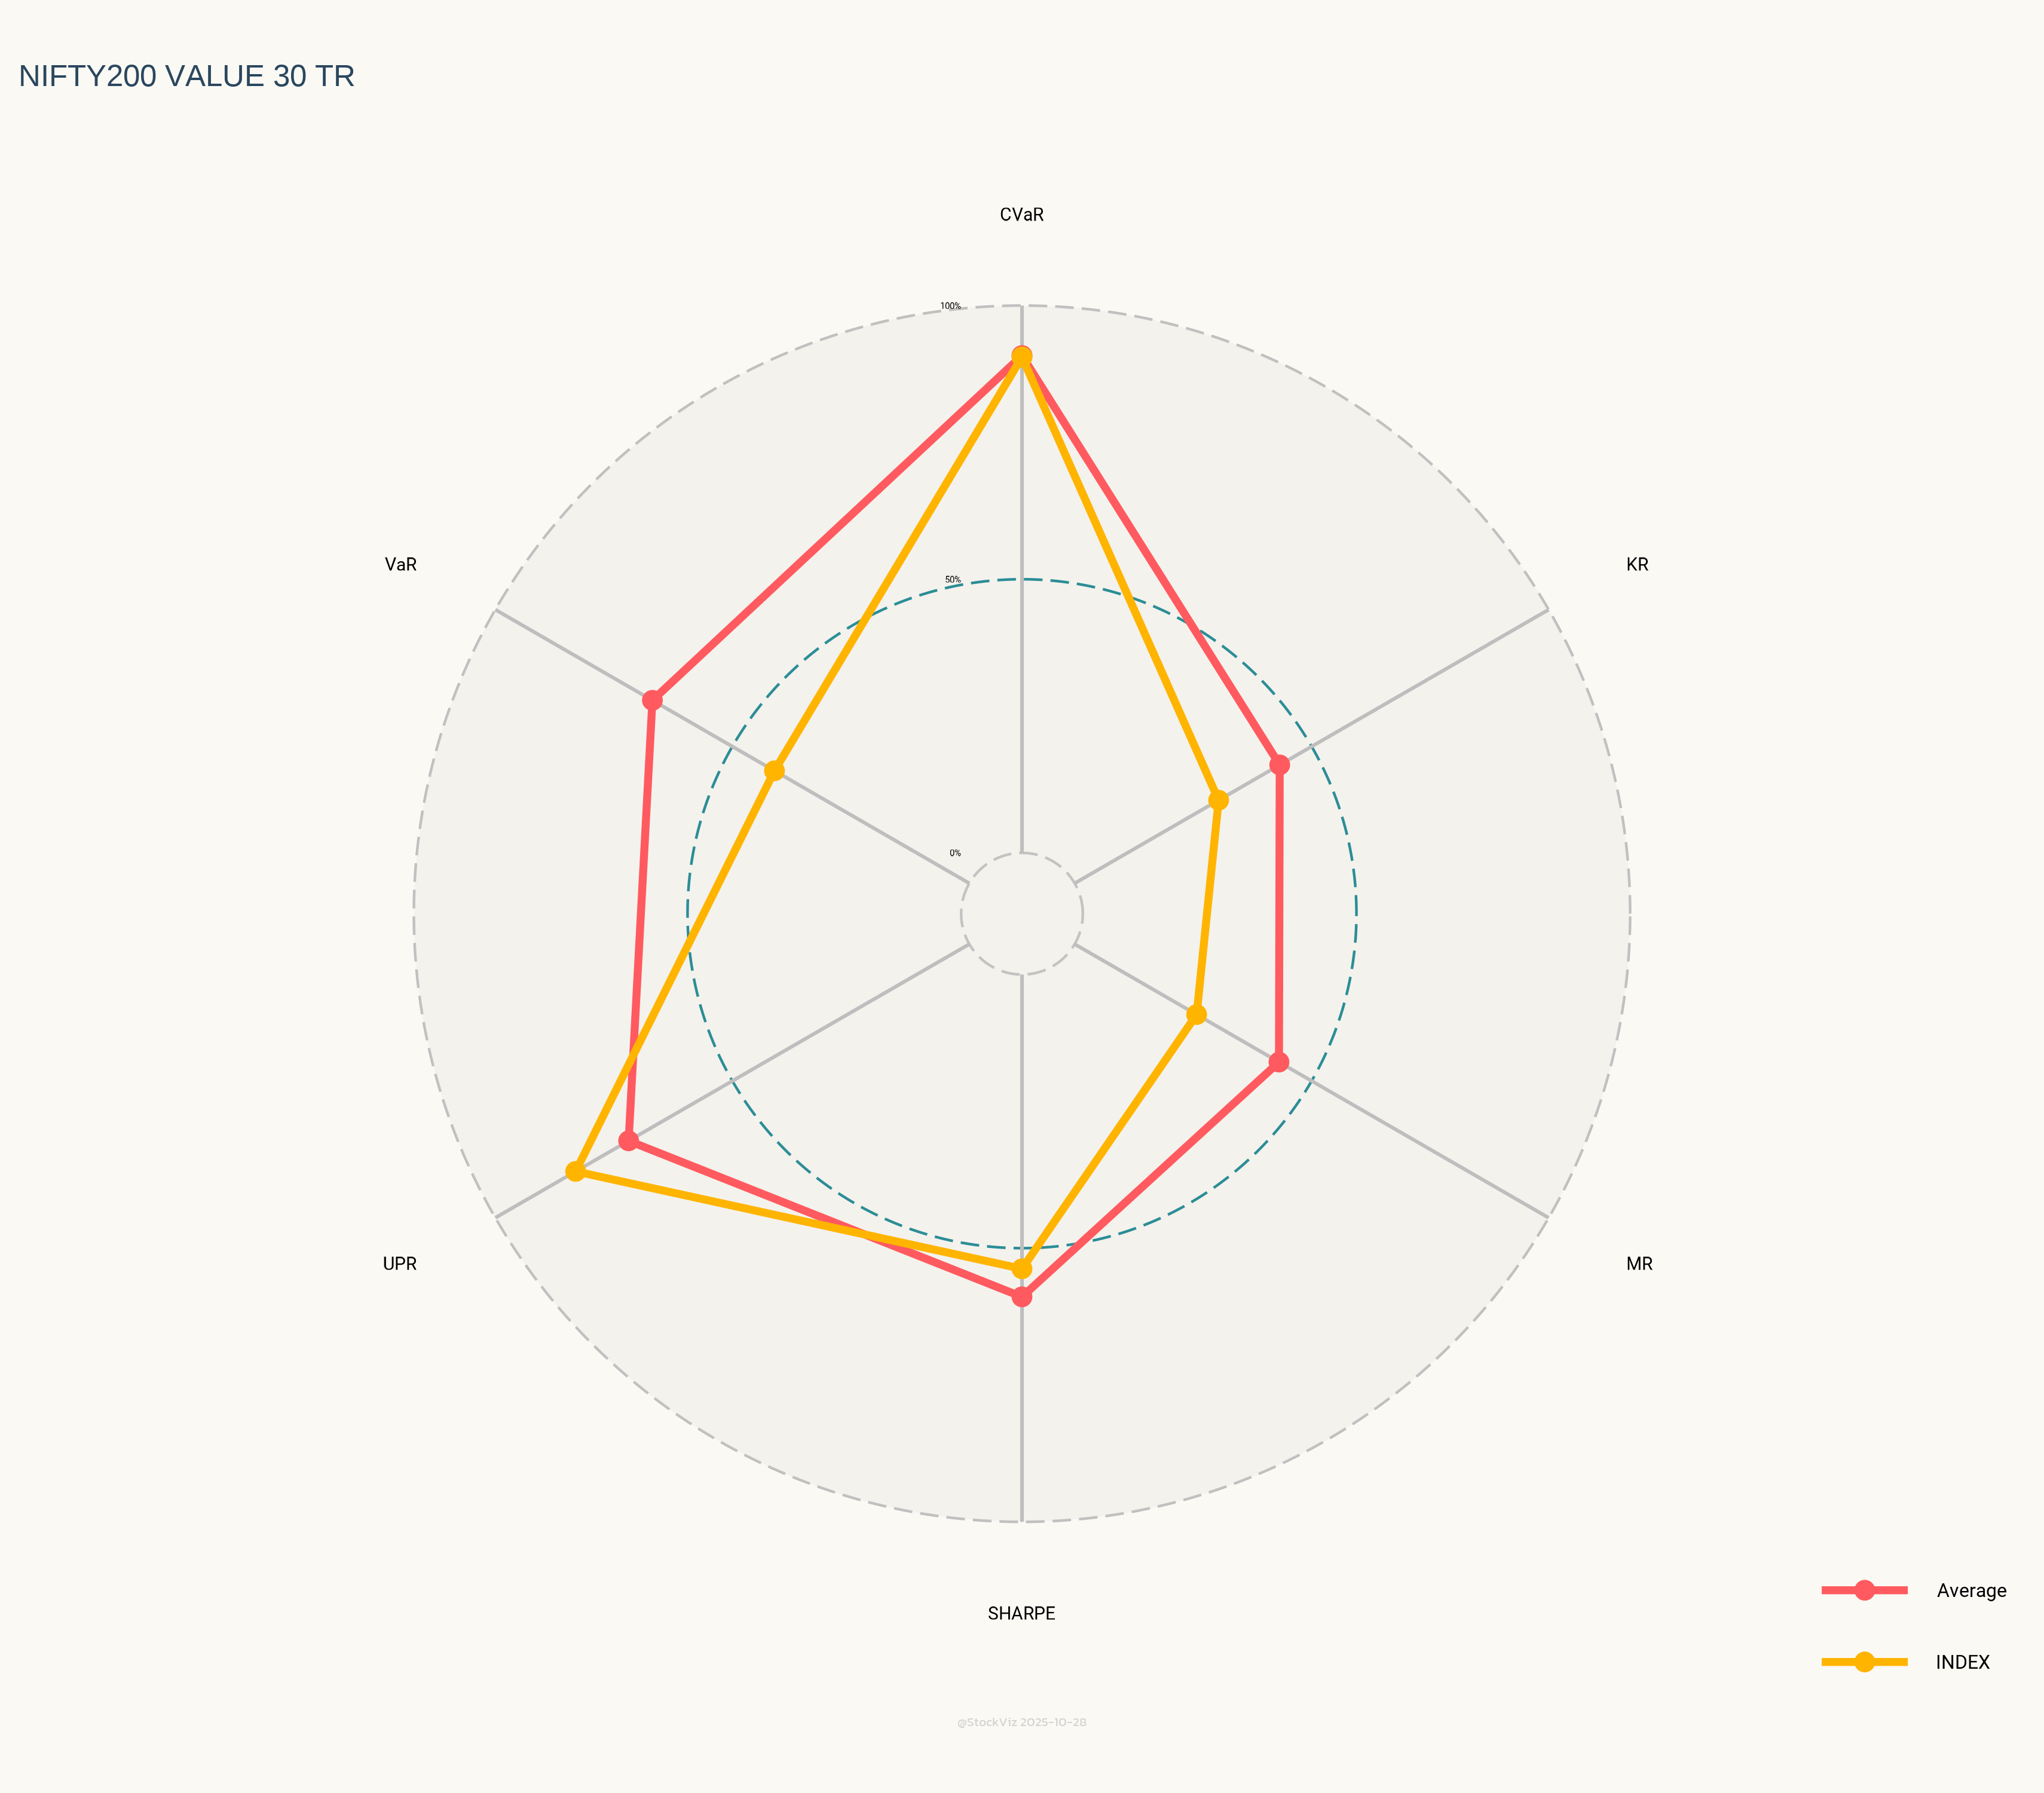 NIFTY200 VALUE 30 TR
CVaR
100%
VaR
KR
50%
0%
UPR
MR
SHARPE
Average
INDEX
@StockViz 2025-10-28